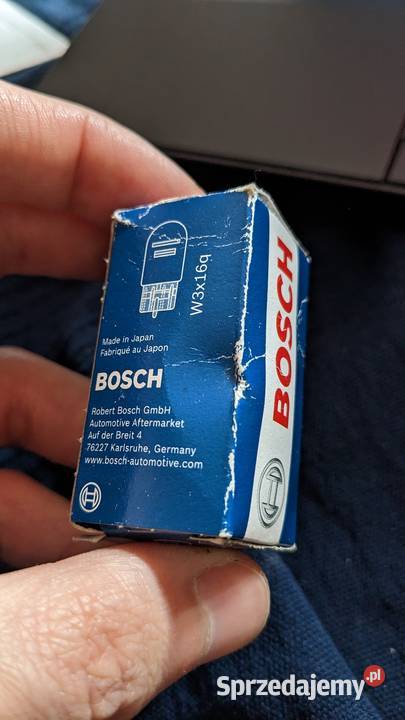 W3x16q
Made in Japan
Fabriqué au Japon
BOSCH
Robert Bosch GmbH
Automotive Aftermarket
Auf der Breit 4
76227 Karlsruhe, Germany
www.bosch-automotive.com
BOSCH
Sprzedajemy.pl